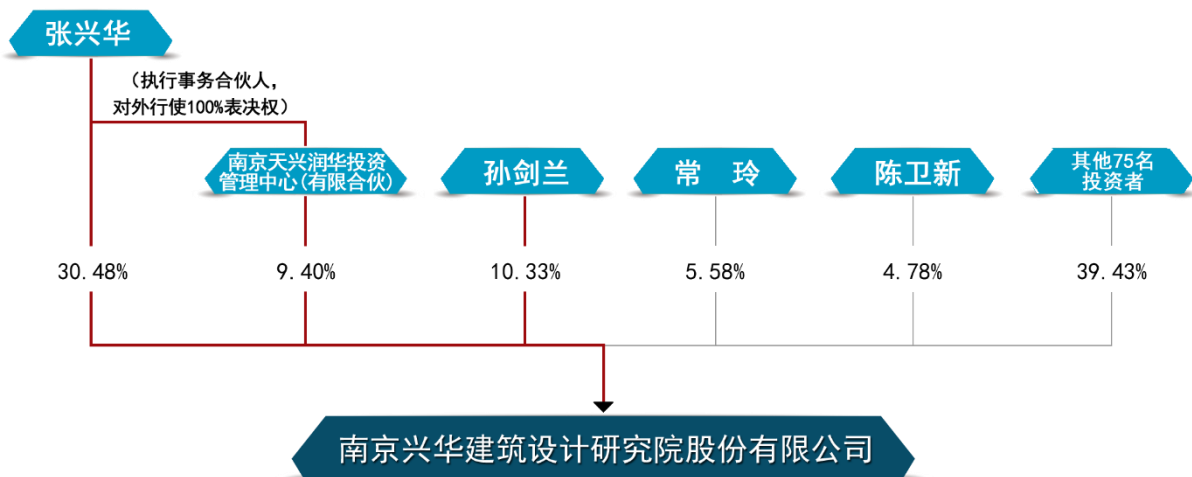 张兴华
（执行事务合伙人，
对外行使100%表决权）
南京天兴润华投资
管理中心(有限合伙)
孙剑兰
常 玲
陈卫新
其他75名
投资者
30.48%
9.40%
10.33%
5.58%
4.78%
39.43%
南京兴华建筑设计研究院股份有限公司